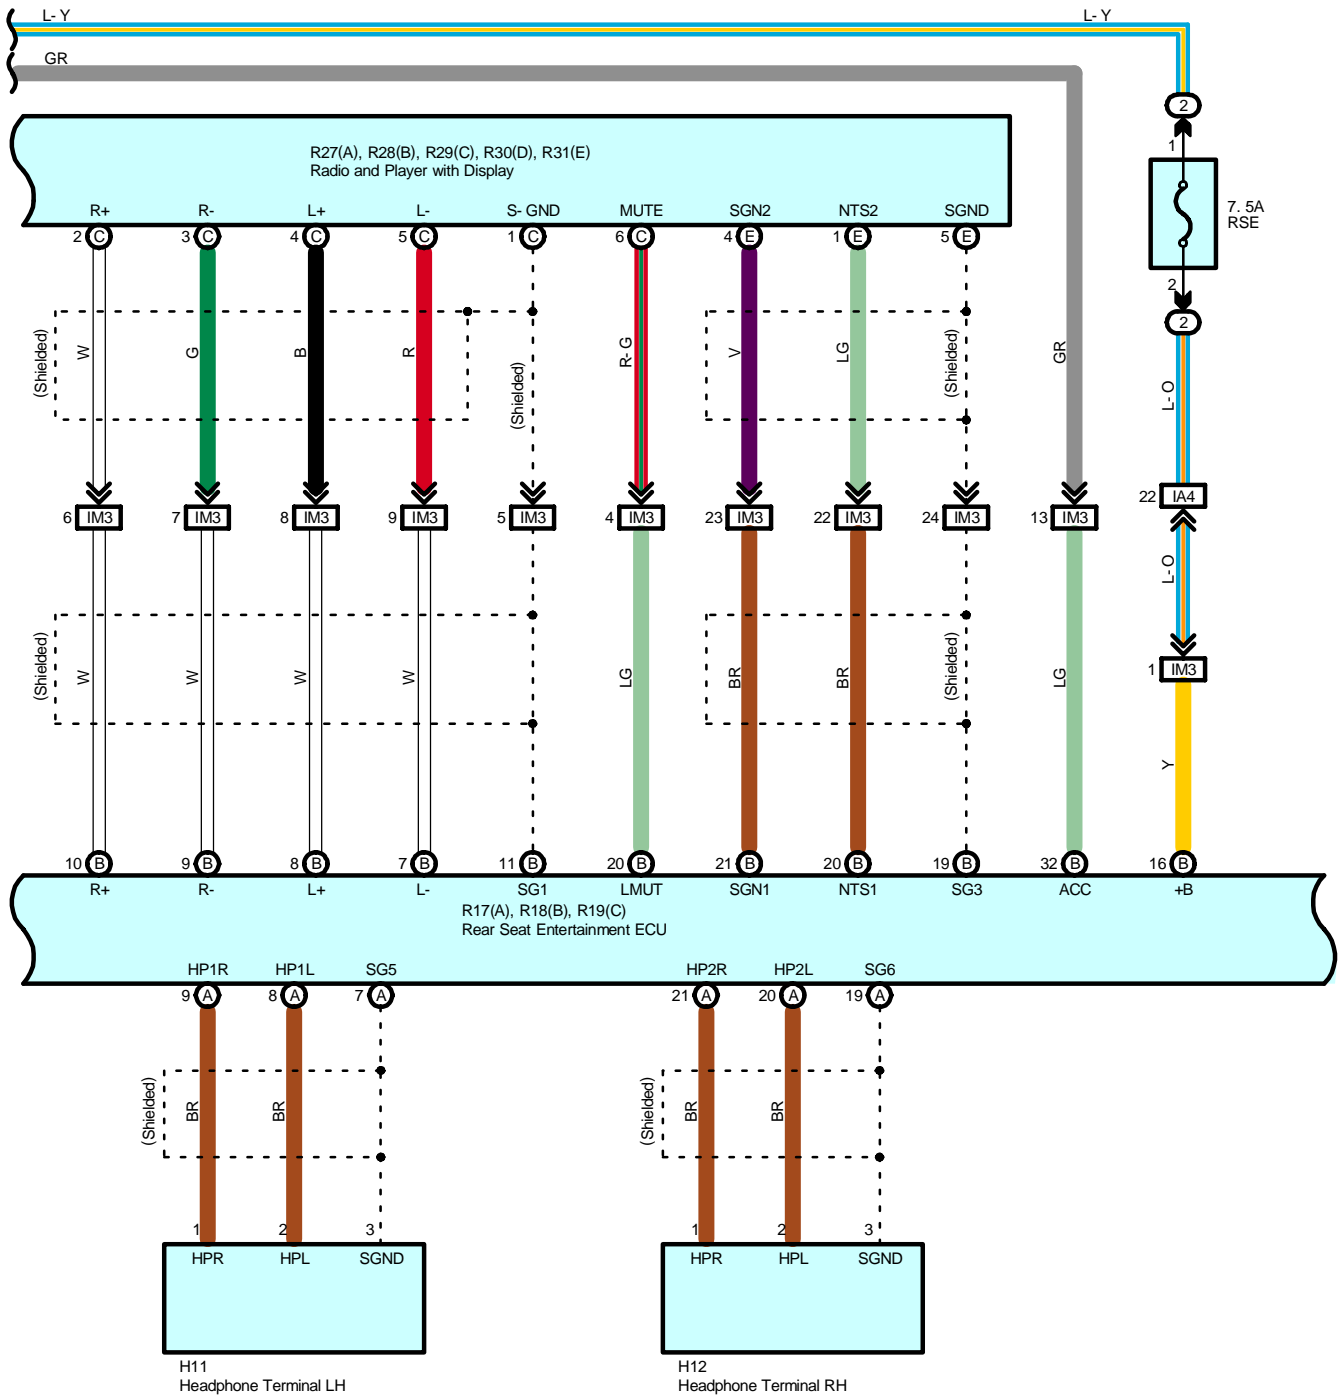 L- Y L- Y
GR
2
1
R27(A), R28(B), R29(C), R30(D), R31(E)
Radio and Player with Display
7. 5A
RSE
R+ R- L+ L- S- GND MUTE SGN2 NTS2 SGND
2 C 3 C 4 C 5 C 1 C 6 C 4 E 1 E 5 E
2
2
(Shielded) W G B R (Shielded) R- G V LG (Shielded) GR L- O
22 IA4
6 IM3 7 IM3 8 IM3 9 IM3 5 IM3 4 IM3 23 IM3 22 IM3 24 IM3 13 IM3
L- O
1 IM3
(Shielded) W W W W LG BR BR (Shielded) LG
Y
10 B 9 B 8 B 7 B 11 B 20 B 21 B 20 B 19 B 32 B 16 B
R+ R- L+ L- SG1 LMUT SGN1 NTS1 SG3 ACC +B
R17(A), R18(B), R19(C)
Rear Seat Entertainment ECU
HP1R HP1L SG5 HP2R HP2L SG6
9 A 8 A 7 A 21 A 20 A 19 A
(Shielded) BR BR (Shielded) BR BR
1 2 3 1 2 3
HPR HPL SGND HPR HPL SGND
H11 H12
Headphone Terminal LH Headphone Terminal RH